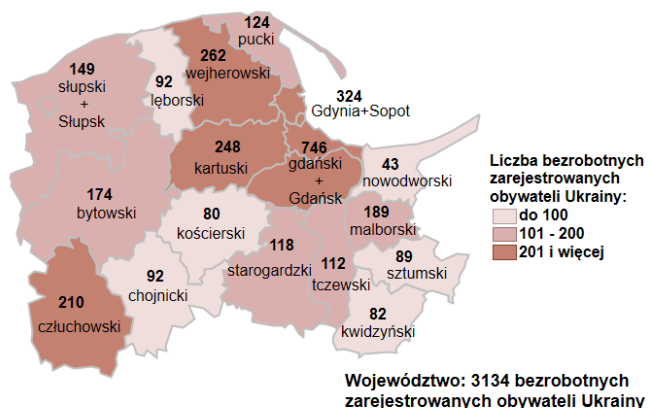 124
pucki
149
słupski
+
Słupsk
92
lęborski
262
wejherowski
324
Gdynia+Sopot
248
kartuski
746
gdański
+
Gdańsk
43
nowodworski
174
bytowski
80
kościerski
189
malborski
118
starogardzki
112
tczewski
89
sztumski
92
chojnicki
210
człuchowski
82
kwidzyński
Liczba bezrobotnych
zarejestrowanych
obywateli Ukrainy:
do 100
101 - 200
201 i więcej
Województwo: 3134 bezrobotnych
zarejestrowanych obywateli Ukrainy